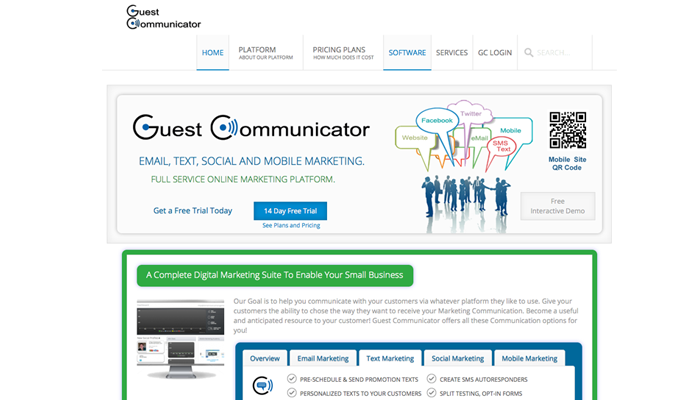 Guest
Communicator
HOME
PLATFORM
ABOUT OUR PLATFORM
PRICING PLANS
HOW MUCH DOES IT COST
SOFTWARE
SERVICES
GC LOGIN
SEARCH...
Guest Communicator
EMAIL, TEXT, SOCIAL AND MOBILE MARKETING.
FULL SERVICE ONLINE MARKETING PLATFORM.
Get a Free Trial Today
14 Day Free Trial
See Plans and Pricing
Facebook
Twitter
Website
eMail
Mobile
SMS
Text
Mobile Site
QR Code
Free
Interactive Demo
A Complete Digital Marketing Suite To Enable Your Small Business
Our Goal is to help you communicate with your customers via whatever platform they like to use. Give your
customers the ability to chose the way they want to receive your Marketing Communication. Become a useful
and anticipated resource to your customer! Guest Communicator offers all these Communication options for
you!
Overview
Email Marketing
Text Marketing
Social Marketing
Mobile Marketing
PRE-SCHEDULE & SEND PROMOTION TEXTS
CREATE SMS AUTORESPONDERS
PERSONALIZED TEXTS TO YOUR CUSTOMERS
SPLIT TESTING, OPT-IN FORMS